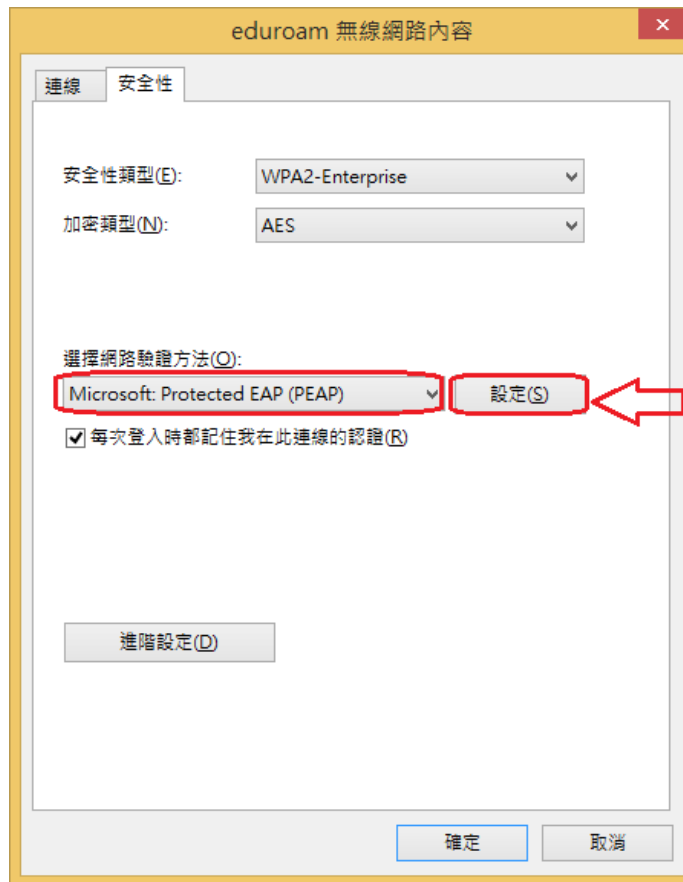 eduroam 無線網路內容
連線 安全性
安全性類型(E): WPA2-Enterprise
加密類型(N): AES
選擇網路驗證方法(O):
Microsoft: Protected EAP (PEAP) 設定(S)
每次登入時都記住我在此連線的認證(R)
進階設定(D)
確定 取消